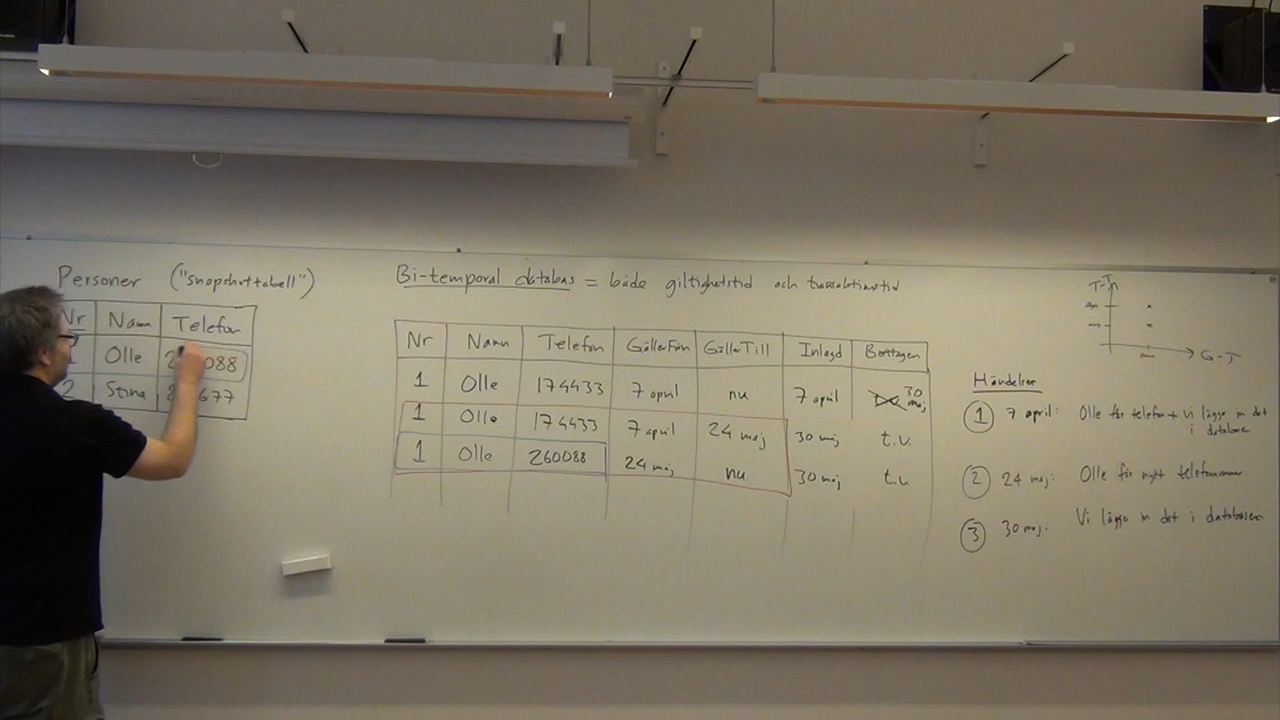 Personer ("snapshottabell")
Nr Namn Telefon
Olle 088
2 Stina 677
Bi-temporal databas = både giltighetstid och transaktionstid
Nr Namn Telefon GällerFrån GällerTill Inlagd Borttagen
1 Olle 174433 7 april nu 7 april 30 maj
1 Olle 174433 7 april 24 maj 30 maj t.v.
1 Olle 260088 24 maj nu 30 maj t.v.
T-T
G-T
Händelser
1 7 april: Olle får telefon + vi lägger in det
i databasen
2 24 maj: Olle får nytt telefonnummer
3 30 maj: Vi lägger in det i databasen